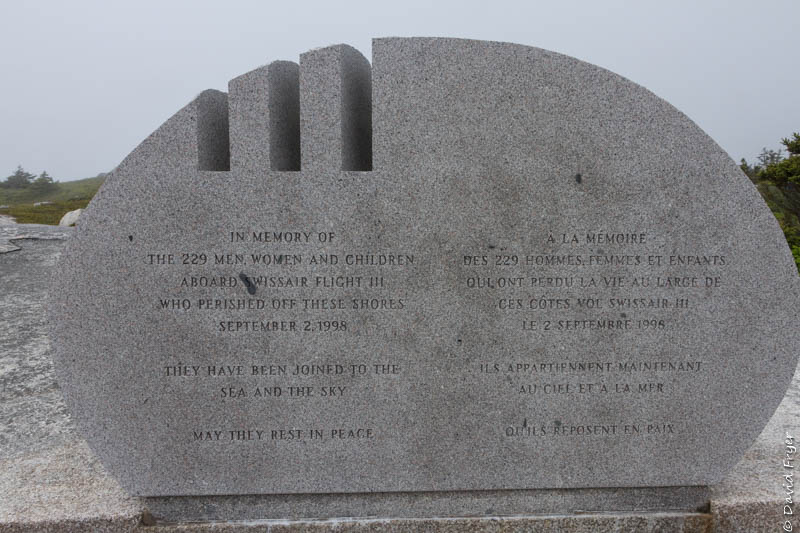 IN MEMORY OF
THE 229 MEN, WOMEN AND CHILDREN
ABOARD SWISSAIR FLIGHT 111
WHO PERISHED OFF THESE SHORES
SEPTEMBER 2, 1998
THEY HAVE BEEN JOINED TO THE
SEA AND THE SKY
MAY THEY REST IN PEACE
À LA MÉMOIRE
DES 229 HOMMES, FEMMES ET ENFANTS
QUI ONT PERDU LA VIE AU LARGE DE
CES CÔTES, VOL SWISSAIR 111
LE 2 SEPTEMBRE 1998
ILS APPARTIENNENT MAINTENANT
AU CIEL ET À LA MER
QU'ILS REPOSENT EN PAIX
© David Fryer